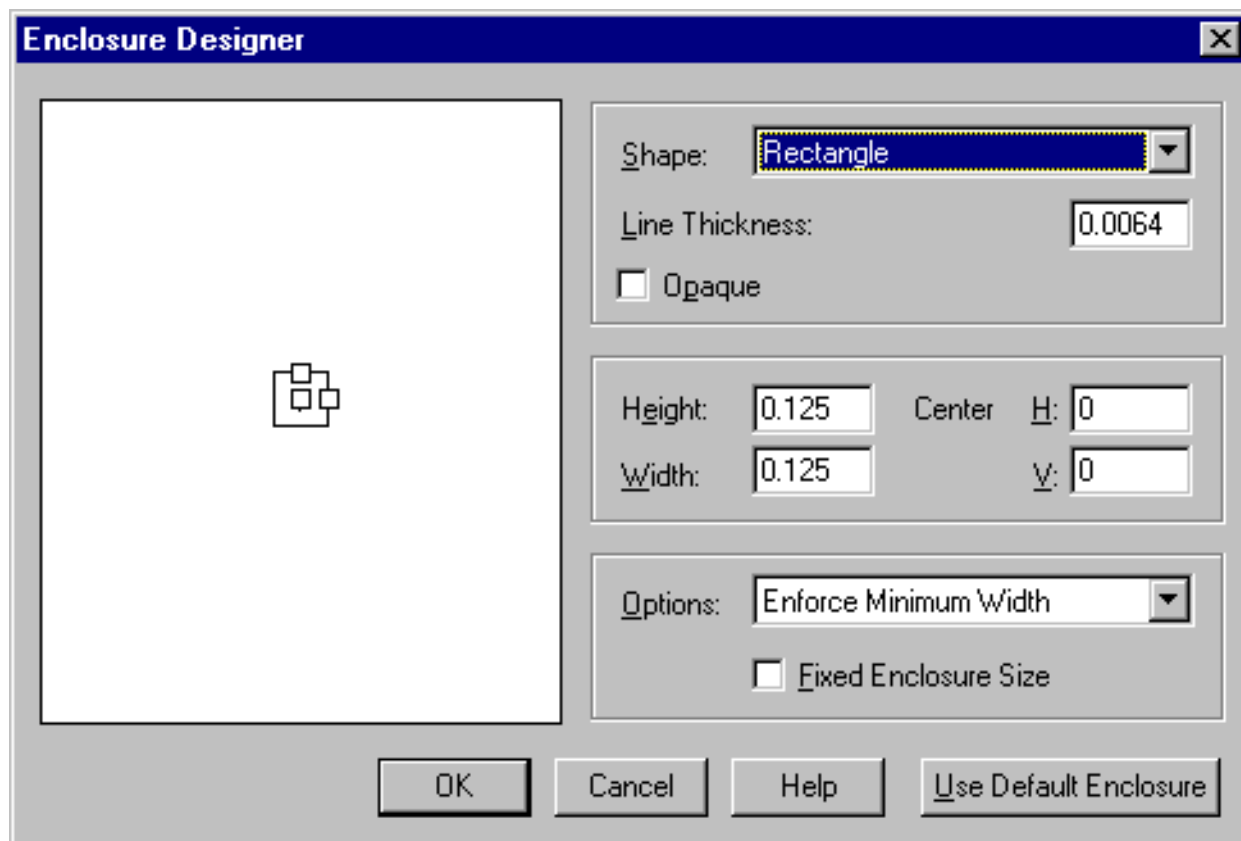 Enclosure Designer
Shape: Rectangle
Line Thickness: 0.0064
Opaque
Height: 0.125 Center H: 0
Width: 0.125 V: 0
Options: Enforce Minimum Width
Fixed Enclosure Size
OK Cancel Help Use Default Enclosure